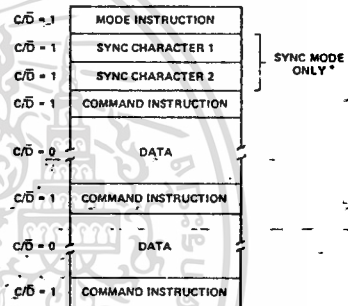 C/D̅ = 1 MODE INSTRUCTION
C/D̅ = 1 SYNC CHARACTER 1
C/D̅ = 1 SYNC CHARACTER 2
SYNC MODE
ONLY *
C/D̅ = 1 COMMAND INSTRUCTION
C/D̅ = 0 DATA
C/D̅ = 1 COMMAND INSTRUCTION
C/D̅ = 0 DATA
C/D̅ = 1 COMMAND INSTRUCTION